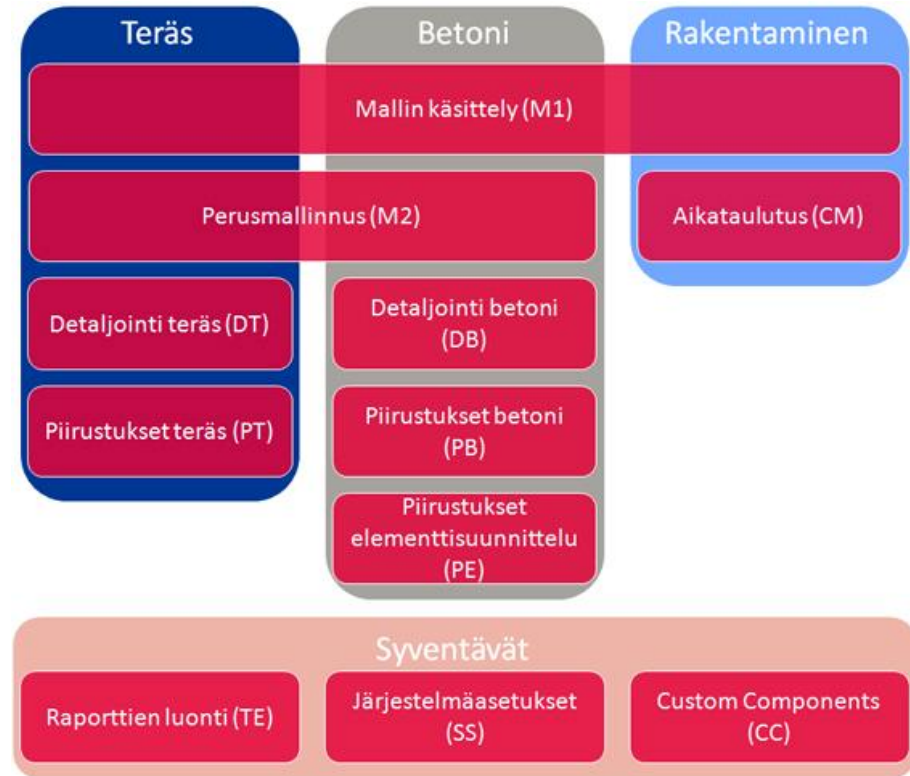 Teräs
Betoni
Rakentaminen
Mallin käsittely (M1)
Perusmallinnus (M2)
Aikataulutus (CM)
Detaljointi teräs (DT)
Detaljointi betoni
(DB)
Piirustukset teräs (PT)
Piirustukset betoni
(PB)
Piirustukset
elementtisuunnittelu
(PE)
Syventävät
Raporttien luonti (TE)
Järjestelmäasetukset
(SS)
Custom Components
(CC)